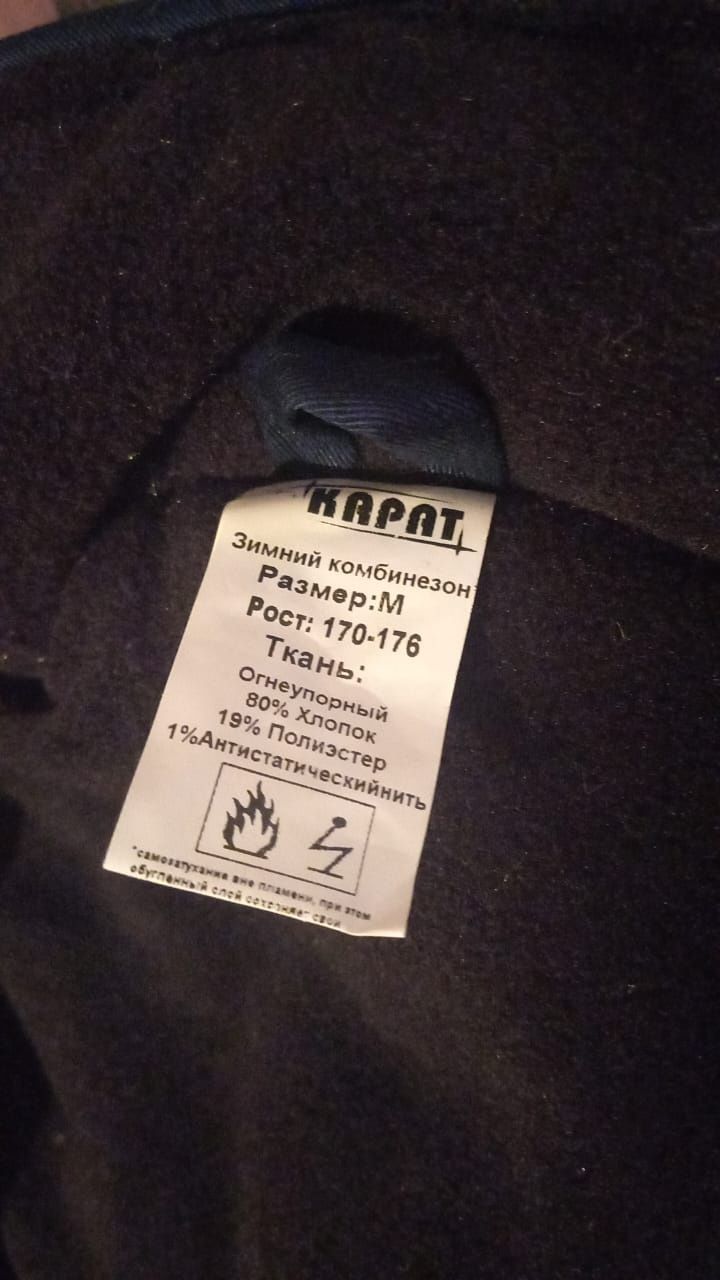 КАРАТ
Зимний комбинезон
Размер:М
Рост: 170-176
Ткань:
Огнеупорный
80% Хлопок
19% Полиэстер
1%Антистатическийнить
*самозатухание вне пламени, при этом
обугленный слой сохраняет свои